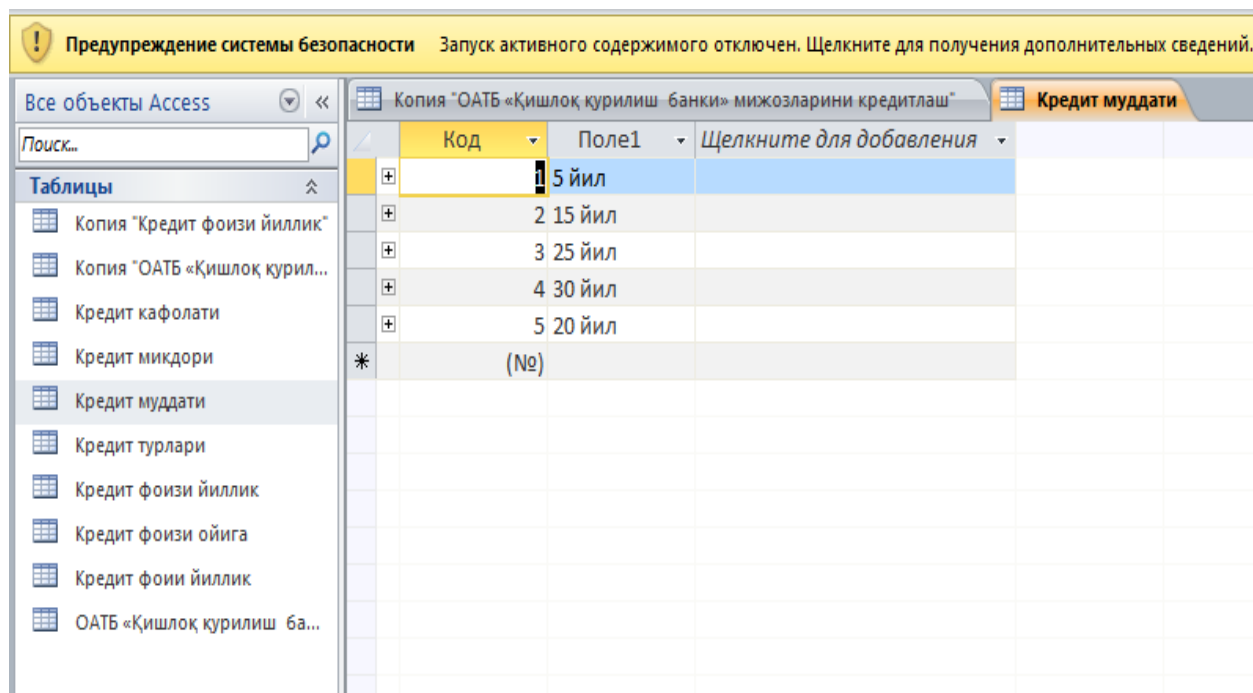 Предупреждение системы безопасности Запуск активного содержимого отключен. Щелкните для получения дополнительных сведений.
Все объекты Access
Поиск...
Таблицы
Копия "Кредит фоизи йиллик"
Копия "ОАТБ «Қишлоқ қурил...
Кредит кафолати
Кредит микдори
Кредит муддати
Кредит турлари
Кредит фоизи йиллик
Кредит фоизи ойига
Кредит фоии йиллик
ОАТБ «Қишлоқ қурилиш ба...
Копия "ОАТБ «Қишлоқ қурилиш банки» мижозларини кредитлаш"
Кредит муддати
Код Поле1 Щелкните для добавления
1 5 йил
2 15 йил
3 25 йил
4 30 йил
5 20 йил
(№)